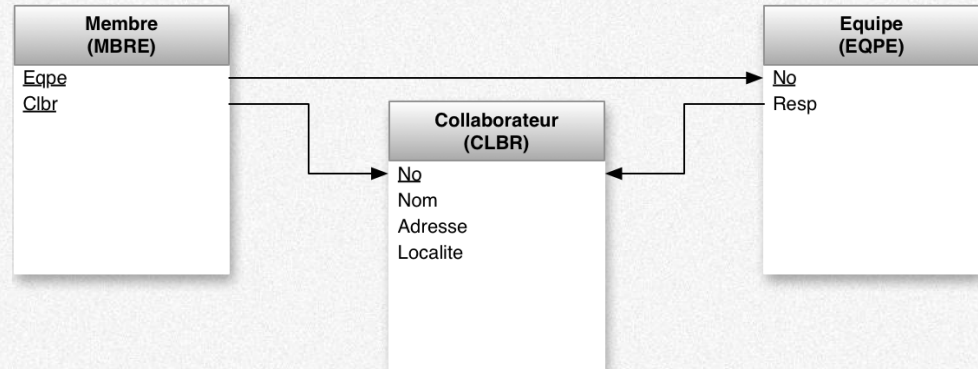 Membre
(MBRE)
Eqpe
Clbr
Collaborateur
(CLBR)
No
Nom
Adresse
Localite
Equipe
(EQPE)
No
Resp